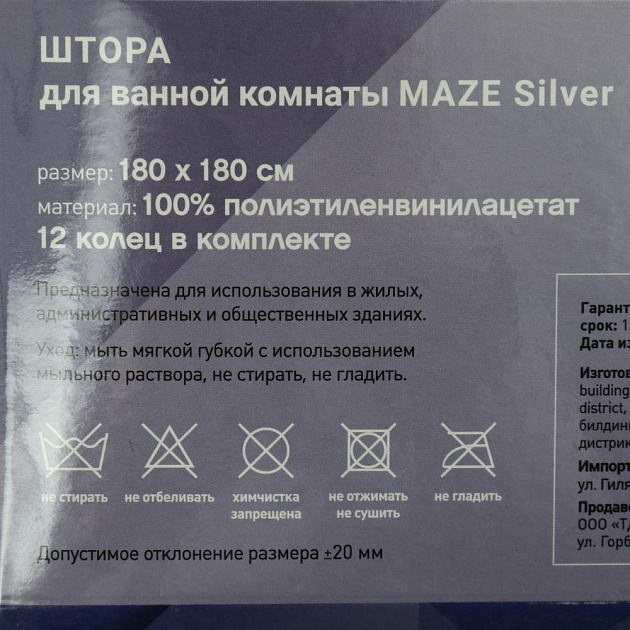 ШТОРА
для ванной комнаты MAZE Silver
размер: 180 x 180 см
материал: 100% полиэтиленвинилацетат
12 колец в комплекте
Предназначена для использования в жилых,
административных и общественных зданиях.
Уход: мыть мягкой губкой с использованием
мыльного раствора, не стирать, не гладить.
не стирать
не отбеливать
химчистка
запрещена
не отжимать
не сушить
не гладить
Допустимое отклонение размера ±20 мм
Гарант
срок: 1
Дата из
Изготов
building
district,
билдинг
дистрик
Импорт
ул. Гиля
Продаве
ООО «ТД
ул. Горб